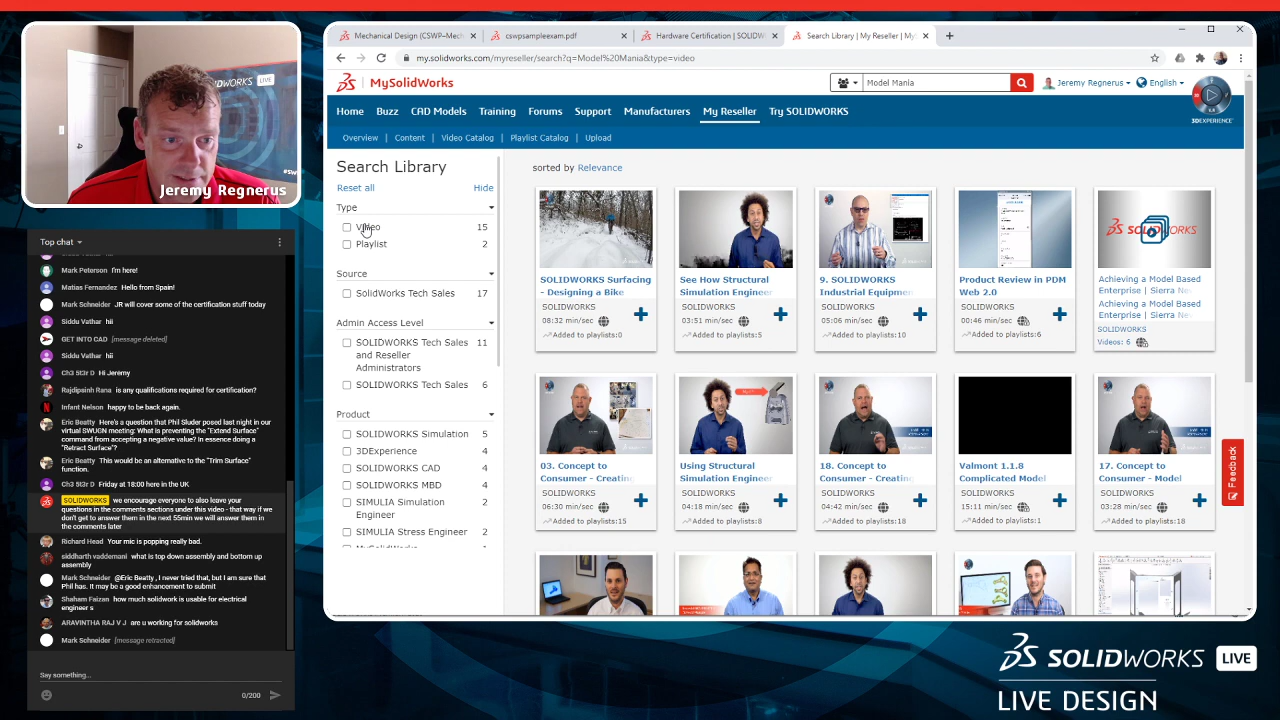 Mechanical Design (CSWP–Mech
cswpsampleexam.pdf
Hardware Certification | SOLIDW
Search Library | My Reseller | My
my.solidworks.com/myreseller/search?q=Model%20Mania&type=video
MySolidWorks
Model Mania
Jeremy Regnerus
English
Home
Buzz
CAD Models
Training
Forums
Support
Manufacturers
My Reseller
Try SOLIDWORKS
3DEXPERIENCE
Overview
Content
Video Catalog
Playlist Catalog
Upload
Search Library
Reset all
Hide
Type
Video 15
Playlist 2
Source
SolidWorks Tech Sales 17
Admin Access Level
SOLIDWORKS Tech Sales 11
and Reseller
Administrators
SOLIDWORKS Tech Sales 6
Product
SOLIDWORKS Simulation 5
3DExperience 4
SOLIDWORKS CAD 4
SOLIDWORKS MBD 4
SIMULIA Simulation 2
Engineer
SIMULIA Stress Engineer 2
sorted by Relevance
SOLIDWORKS Surfacing
- Designing a Bike
SOLIDWORKS
08:32 min/sec
Added to playlists:0
See How Structural
Simulation Engineer
SOLIDWORKS
03:51 min/sec
Added to playlists:5
9. SOLIDWORKS
Industrial Equipme
SOLIDWORKS
05:06 min/sec
Added to playlists:10
Product Review in PDM
Web 2.0
SOLIDWORKS
00:46 min/sec
Added to playlists:6
SOLIDWORKS
Achieving a Model Based
Enterprise | Sierra Ne
Achieving a Model Based
Enterprise | Sierra Ne
SOLIDWORKS
Videos: 6
03. Concept to
Consumer - Creating
SOLIDWORKS
06:30 min/sec
Added to playlists:15
Using Structural
Simulation Engineer
SOLIDWORKS
04:18 min/sec
Added to playlists:8
18. Concept to
Consumer - Creating
SOLIDWORKS
04:42 min/sec
Added to playlists:18
Valmont 1.1.8
Complicated Model
SOLIDWORKS
15:11 min/sec
Added to playlists:1
17. Concept to
Consumer - Model
SOLIDWORKS
03:28 min/sec
Added to playlists:18
Feedback
WORKS LIVE
#SW
Jeremy Regnerus
Top chat
Siddu Vathar hii
Mark Peterson I'm here!
Matias Fernandez Hello from Spain!
Mark Schneider JR will cover some of the certification stuff today
Siddu Vathar hii
GET INTO CAD [message deleted]
Siddu Vathar hii
Ch3 5t3r D Hi Jeremy
Rajdipsinh Rana is any qualifications required for certification?
Infant Nelson happy to be back again.
Eric Beatty Here's a question that Phil Sluder posed last night in our
virtual SWUGN meeting: What is preventing the "Extend Surface"
command from accepting a negative value? In essence doing a
"Retract Surface"?
Eric Beatty This would be an alternative to the "Trim Surface"
function.
Ch3 5t3r D Friday at 18:00 here in the UK
SOLIDWORKS we encourage everyone to also leave your
questions in the comments sections under this video - that way if we
don't get to answer them in the next 55min we will answer them in
the comments later
Richard Head Your mic is popping really bad.
siddharth vaddemani what is top down assembly and bottom up
assembly
Mark Schneider @Eric Beatty , I never tried that, but I am sure that
Phil has. It may be a good enhancement to submit
Shaham Faizan how much solidwork is usable for electrical
engineer s
ARAVINTHA RAJ V J are u working for solidworks
Mark Schneider [message retracted]
Say something...
0/200
SOLIDWORKS LIVE
LIVE DESIGN